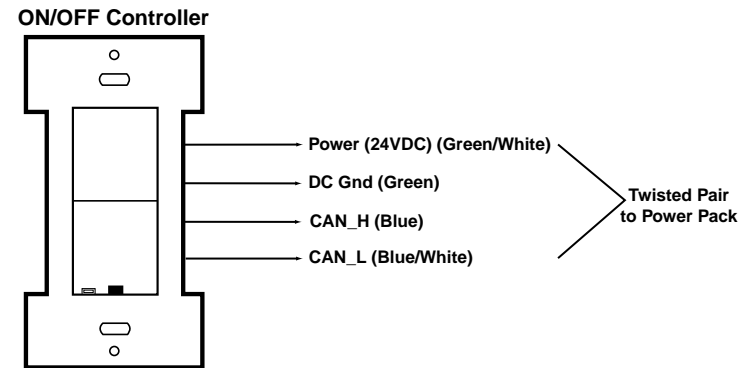 ON/OFF Controller
Power (24VDC) (Green/White)
DC Gnd (Green)
CAN_H (Blue)
CAN_L (Blue/White)
Twisted Pair
to Power Pack